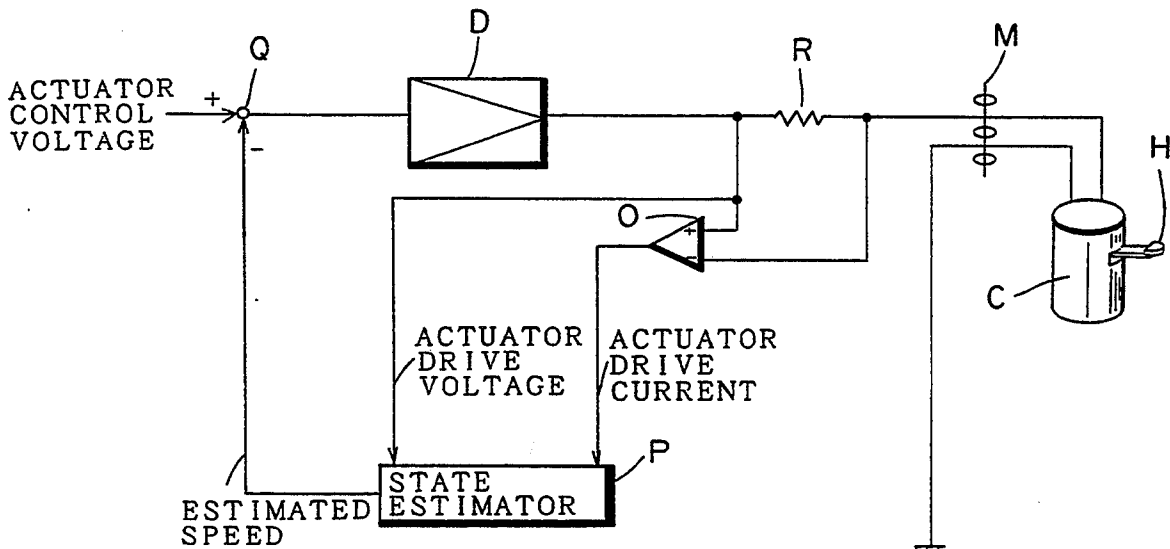 D
Q
R
M
ACTUATOR
CONTROL
VOLTAGE
+
-
H
O
+
-
C
ACTUATOR
DRIVE
VOLTAGE
ACTUATOR
DRIVE
CURRENT
P
STATE
ESTIMATOR
ESTIMATED
SPEED